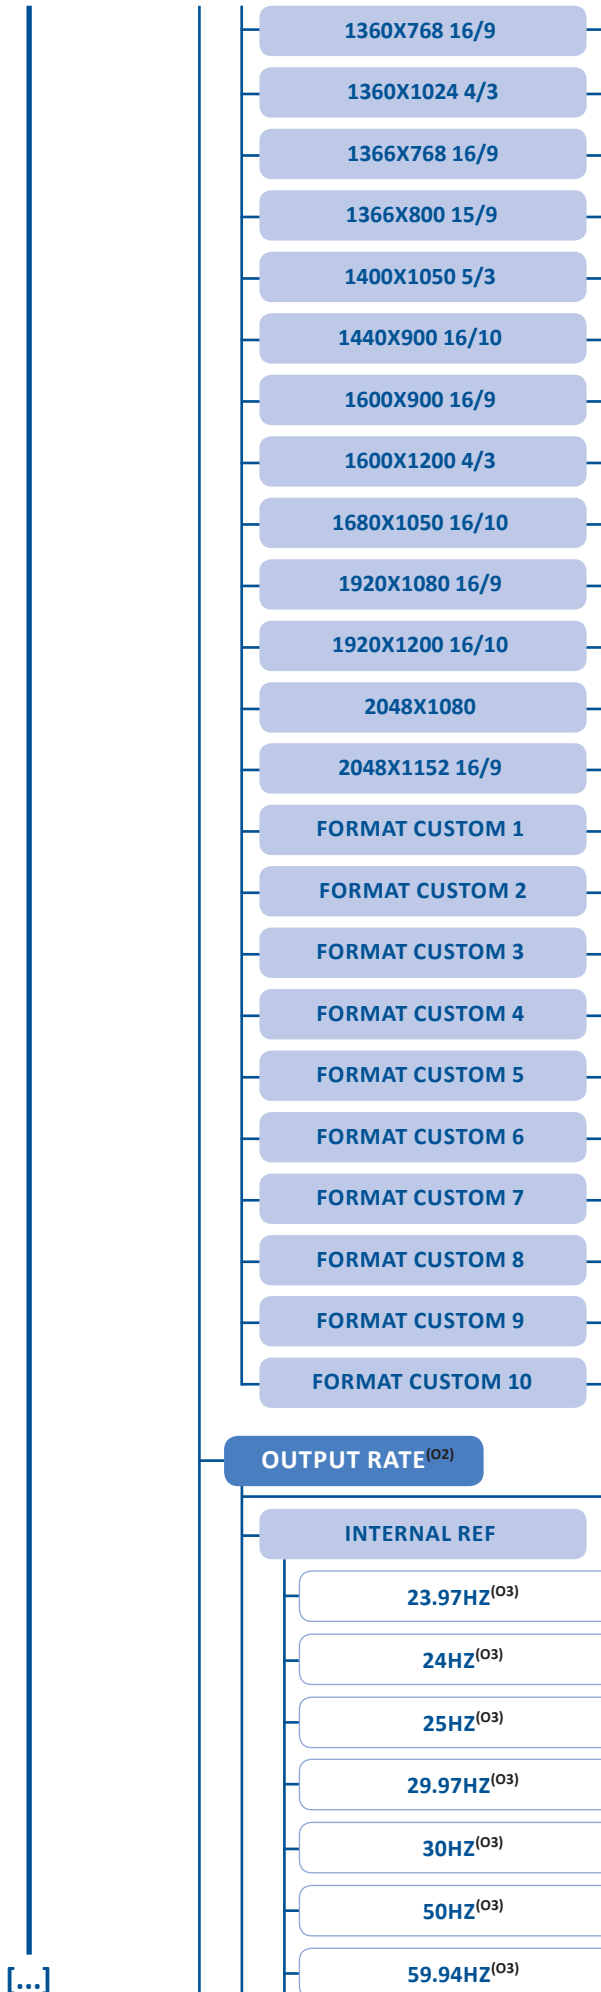 1360X768 16/9
1360X1024 4/3
1366X768 16/9
1366X800 15/9
1400X1050 5/3
1440X900 16/10
1600X900 16/9
1600X1200 4/3
1680X1050 16/10
1920X1080 16/9
1920X1200 16/10
2048X1080
2048X1152 16/9
FORMAT CUSTOM 1
FORMAT CUSTOM 2
FORMAT CUSTOM 3
FORMAT CUSTOM 4
FORMAT CUSTOM 5
FORMAT CUSTOM 6
FORMAT CUSTOM 7
FORMAT CUSTOM 8
FORMAT CUSTOM 9
FORMAT CUSTOM 10
OUTPUT RATE(O2)
INTERNAL REF
23.97HZ(O3)
24HZ(O3)
25HZ(O3)
29.97HZ(O3)
30HZ(O3)
50HZ(O3)
59.94HZ(O3)
[...]